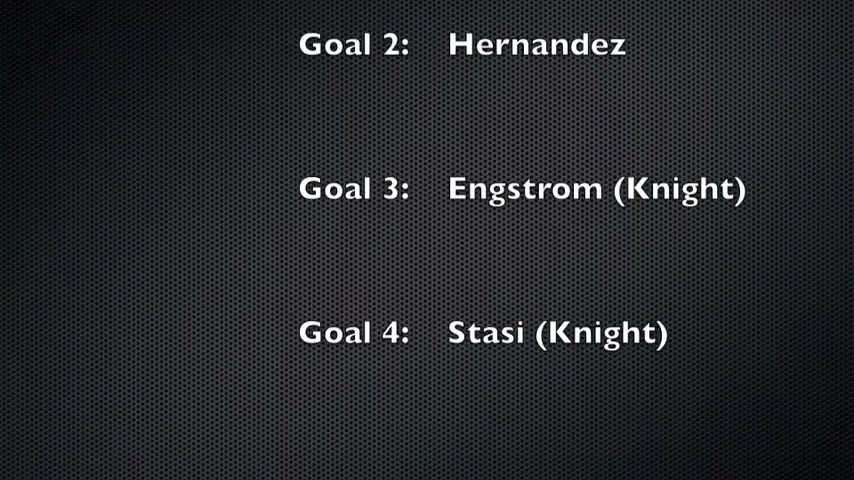 Goal 2: Hernandez
Goal 3: Engstrom (Knight)
Goal 4: Stasi (Knight)